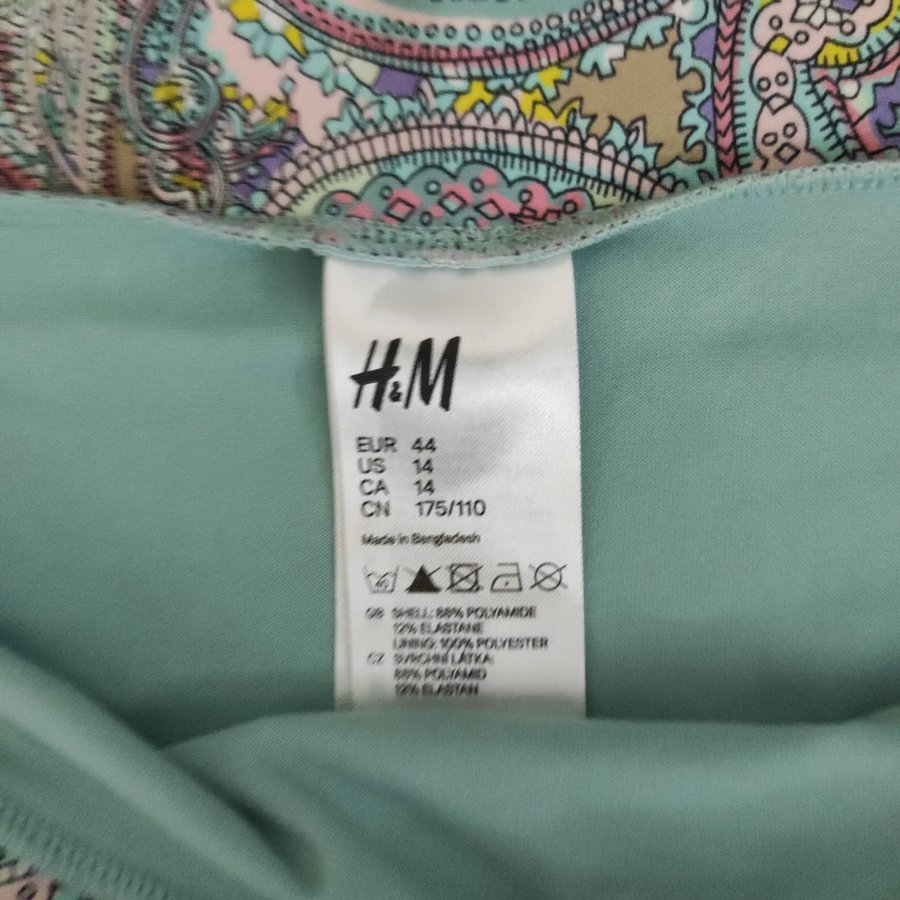 H&M
EUR 44
US 14
CA 14
CN 175/110
Made in Bangladesh
40
GB SHELL: 88% POLYAMIDE
12% ELASTANE
LINING: 100% POLYESTER
CZ SVRCHNÍ LÁTKA:
88% POLYAMID
12% ELASTAN